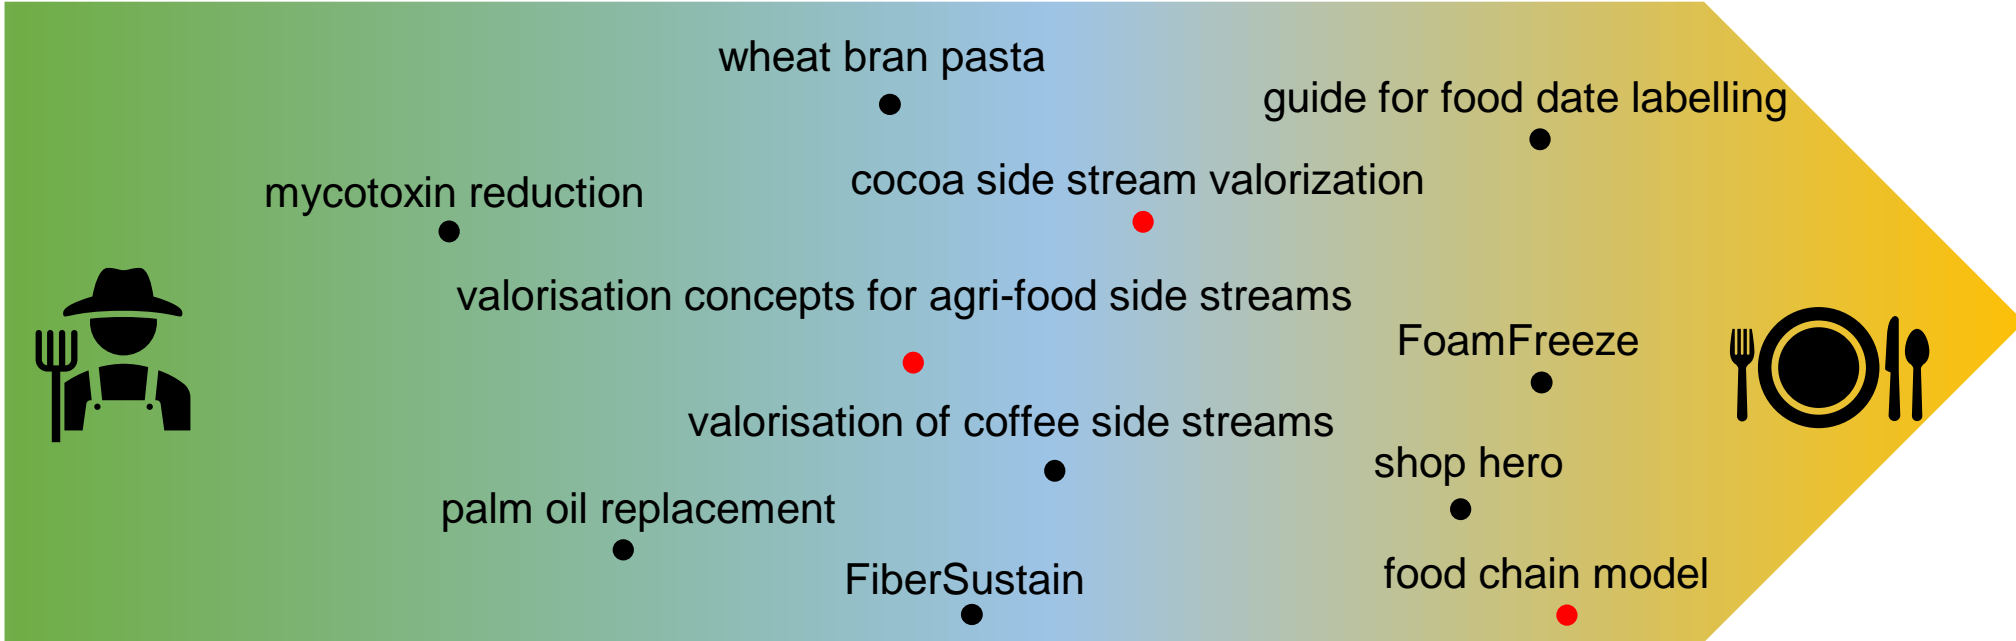 wheat bran pasta
guide for food date labelling
cocoa side stream valorization
mycotoxin reduction
valorisation concepts for agri-food side streams
FoamFreeze
valorisation of coffee side streams
shop hero
palm oil replacement
food chain model
FiberSustain